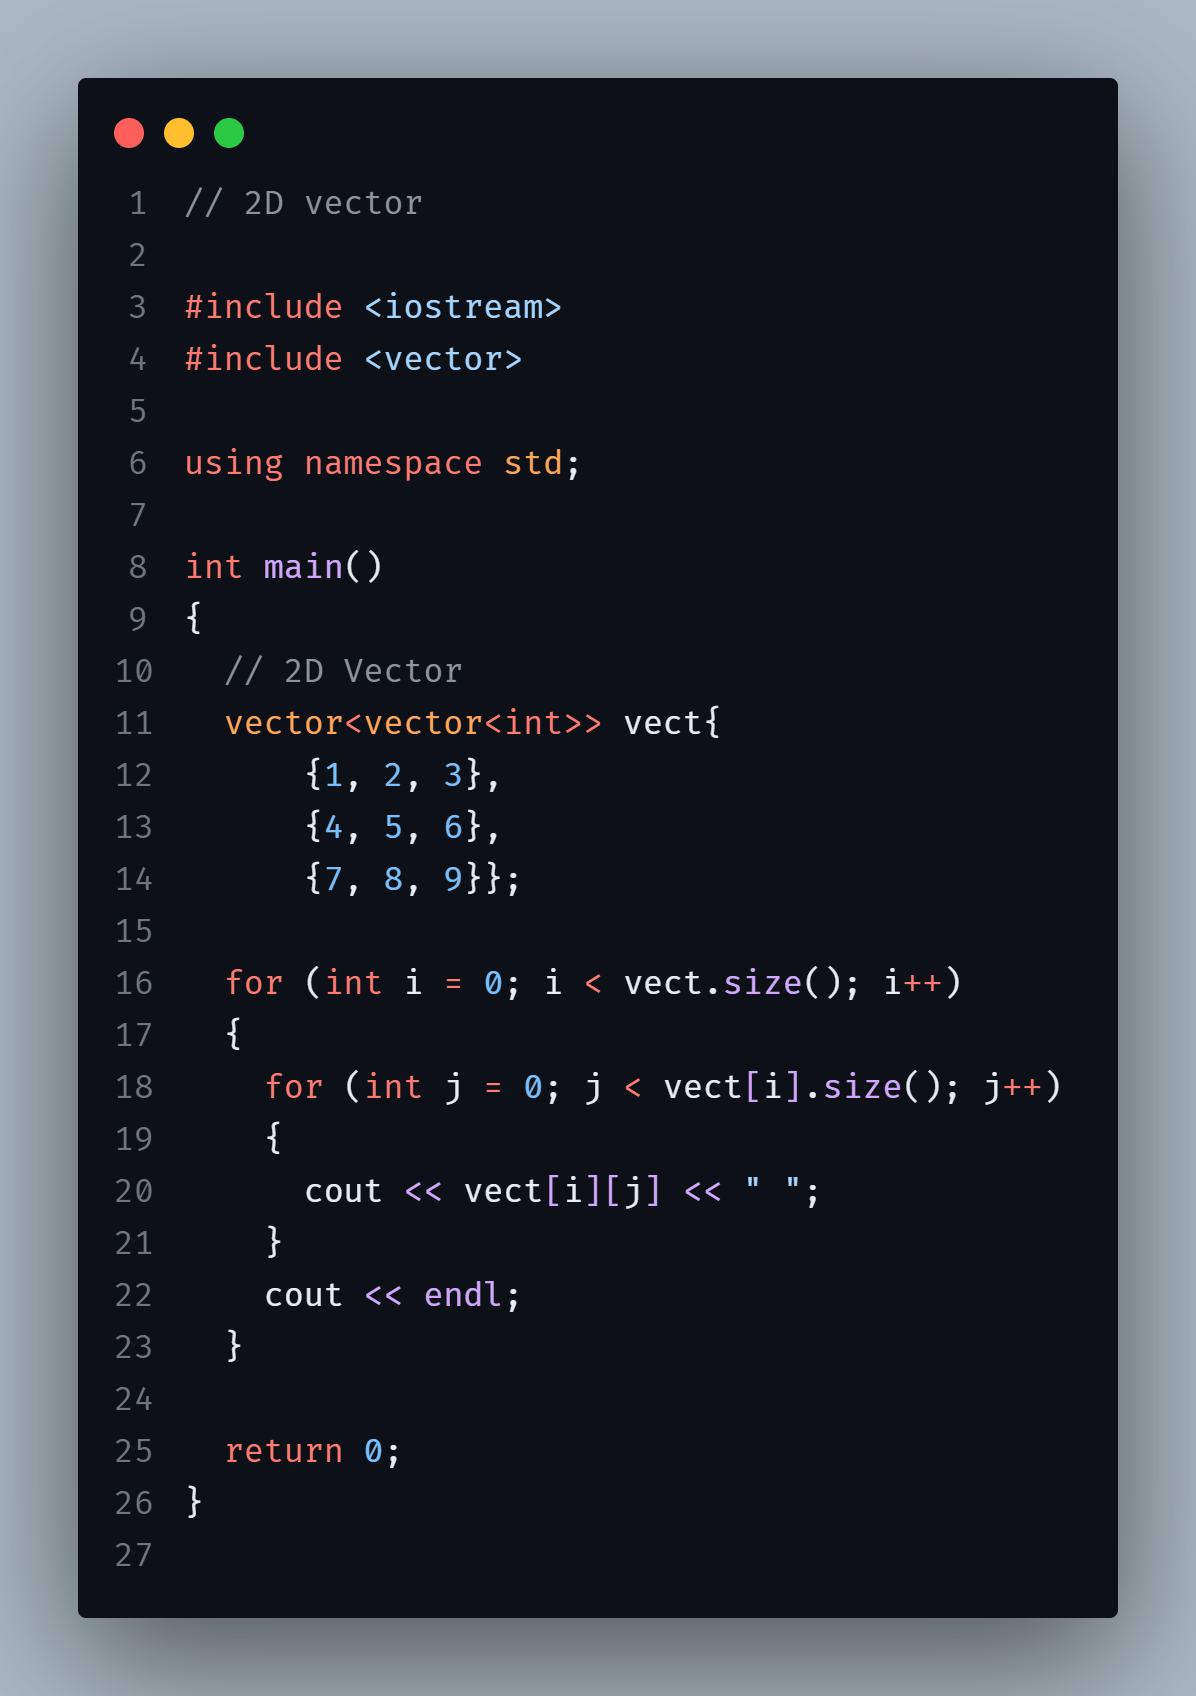 1 // 2D vector
2
3 #include <iostream>
4 #include <vector>
5
6 using namespace std;
7
8 int main()
9 {
10   // 2D Vector
11   vector<vector<int>> vect{
12       {1, 2, 3},
13       {4, 5, 6},
14       {7, 8, 9}};
15
16   for (int i = 0; i < vect.size(); i++)
17   {
18     for (int j = 0; j < vect[i].size(); j++)
19     {
20       cout << vect[i][j] << " ";
21     }
22     cout << endl;
23   }
24
25   return 0;
26 }
27